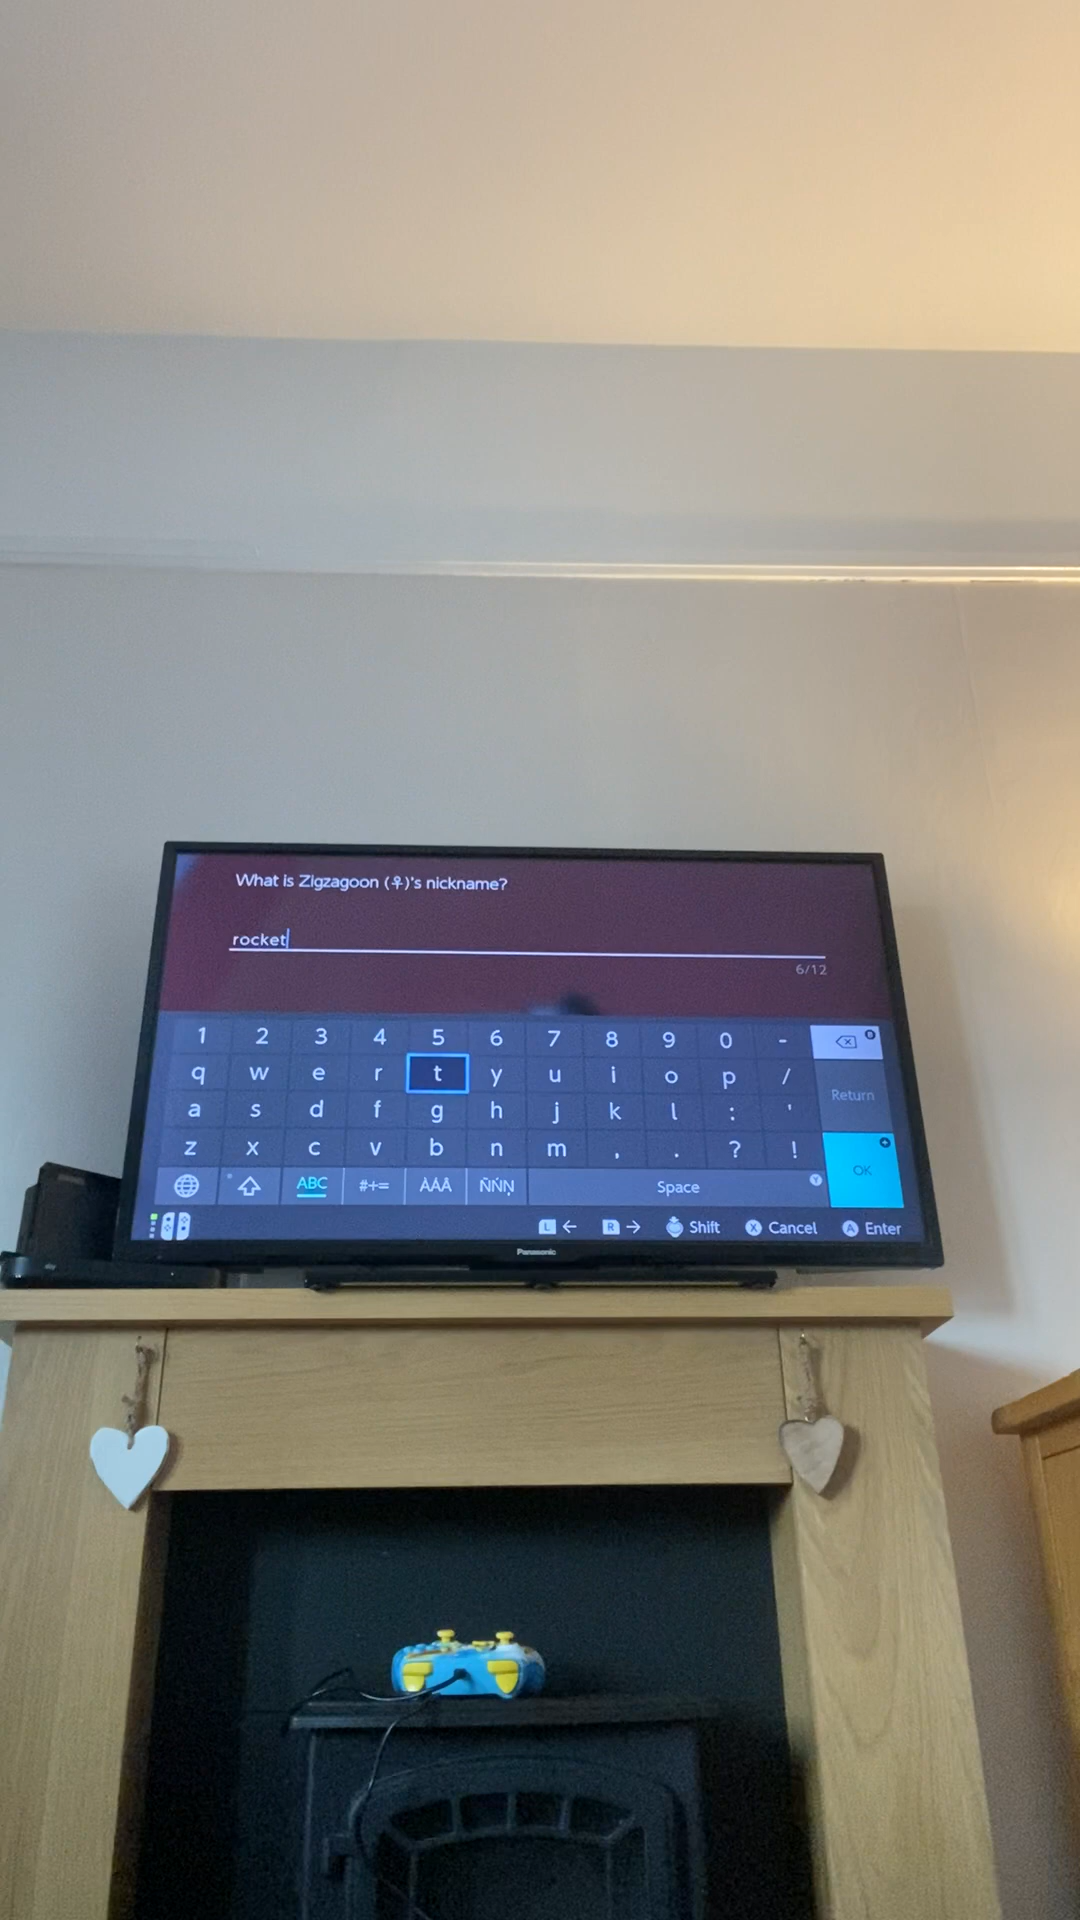 What is Zigzagoon (♀)'s nickname?
rocket
6/12
1 2 3 4 5 6 7 8 9 0 -
q w e r t y u i o p /
Return
a s d f g h j k l : '
z x c v b n m , . ? !
OK
ABC #+= ÀÁÂ ÑŃŅ Space Y
L ← R → Shift X Cancel A Enter
Panasonic